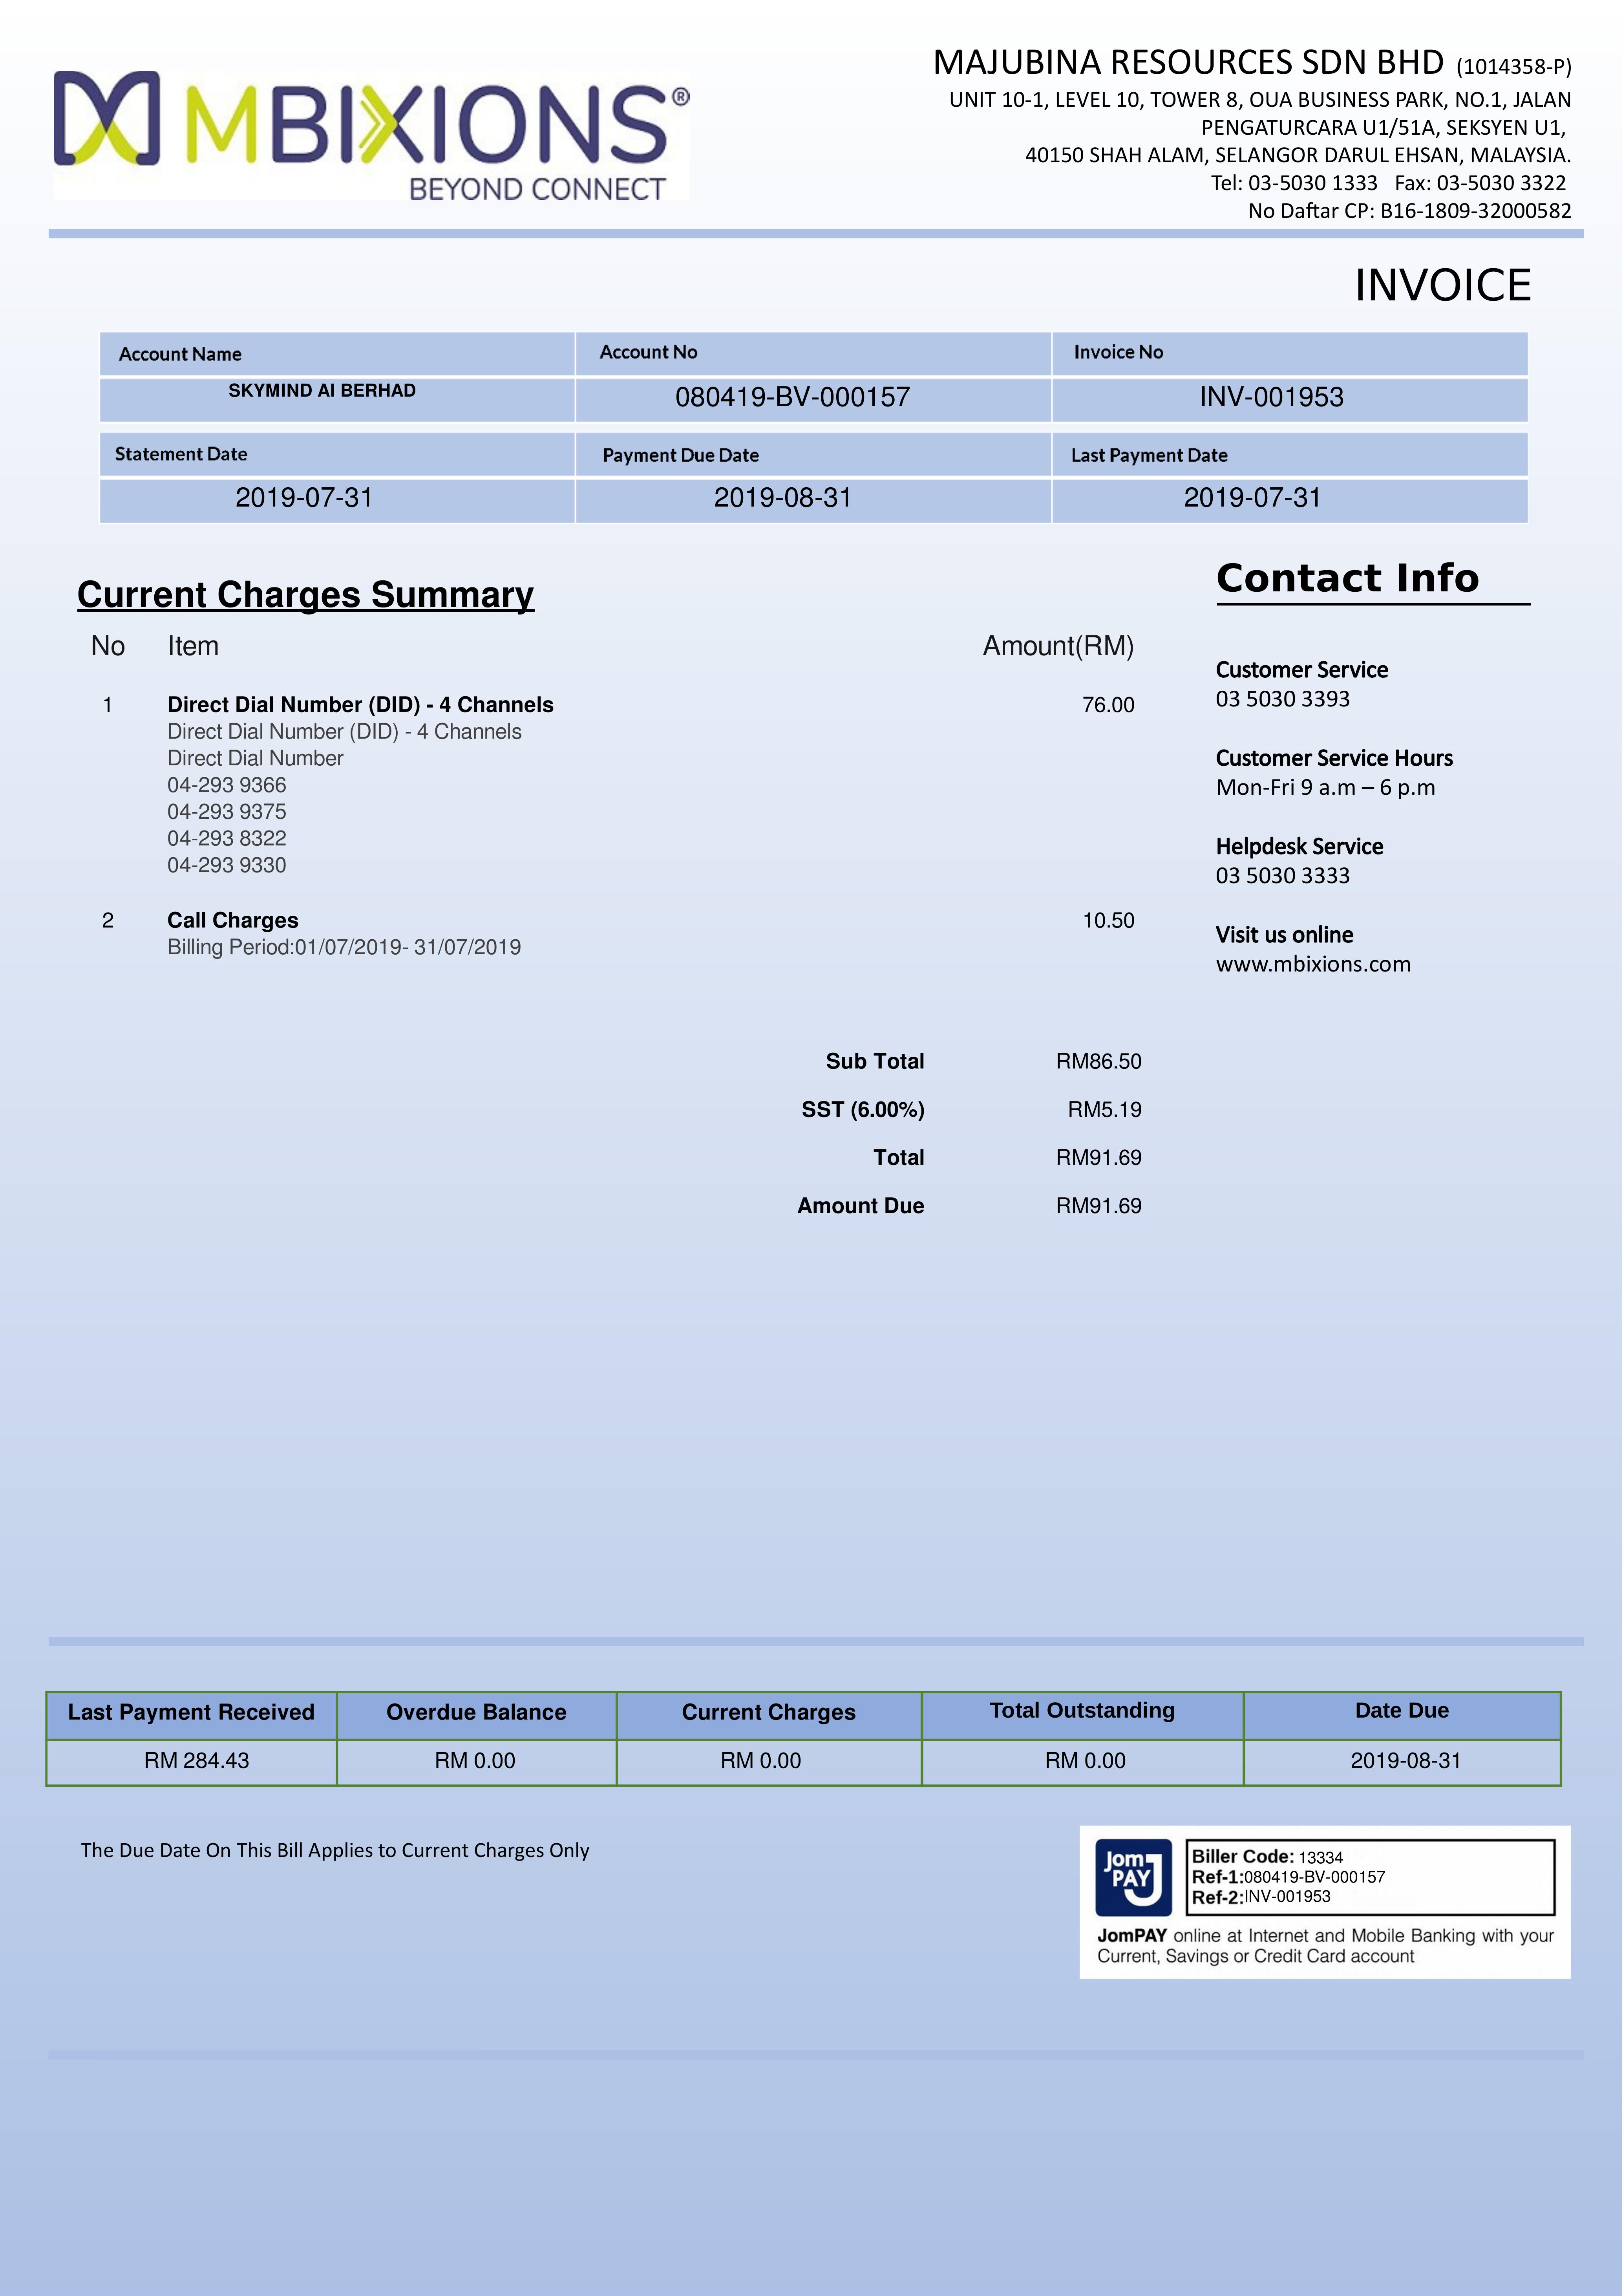 MBIXIONS®
BEYOND CONNECT
MAJUBINA RESOURCES SDN BHD (1014358-P)
UNIT 10-1, LEVEL 10, TOWER 8, OUA BUSINESS PARK, NO.1, JALAN
PENGATURCARA U1/51A, SEKSYEN U1,
40150 SHAH ALAM, SELANGOR DARUL EHSAN, MALAYSIA.
Tel: 03-5030 1333 Fax: 03-5030 3322
No Daftar CP: B16-1809-32000582
INVOICE
Account Name Account No Invoice No
SKYMIND AI BERHAD 080419-BV-000157 INV-001953
Statement Date Payment Due Date Last Payment Date
2019-07-31 2019-08-31 2019-07-31
Current Charges Summary
No Item Amount(RM)
1 Direct Dial Number (DID) - 4 Channels 76.00
Direct Dial Number (DID) - 4 Channels
Direct Dial Number
04-293 9366
04-293 9375
04-293 8322
04-293 9330
2 Call Charges 10.50
Billing Period:01/07/2019- 31/07/2019
Sub Total RM86.50
SST (6.00%) RM5.19
Total RM91.69
Amount Due RM91.69
Contact Info
Customer Service
03 5030 3393
Customer Service Hours
Mon-Fri 9 a.m – 6 p.m
Helpdesk Service
03 5030 3333
Visit us online
www.mbixions.com
Last Payment Received Overdue Balance Current Charges Total Outstanding Date Due
RM 284.43 RM 0.00 RM 0.00 RM 0.00 2019-08-31
The Due Date On This Bill Applies to Current Charges Only
Jom
PAY
Biller Code: 13334
Ref-1:080419-BV-000157
Ref-2:INV-001953
JomPAY online at Internet and Mobile Banking with your
Current, Savings or Credit Card account